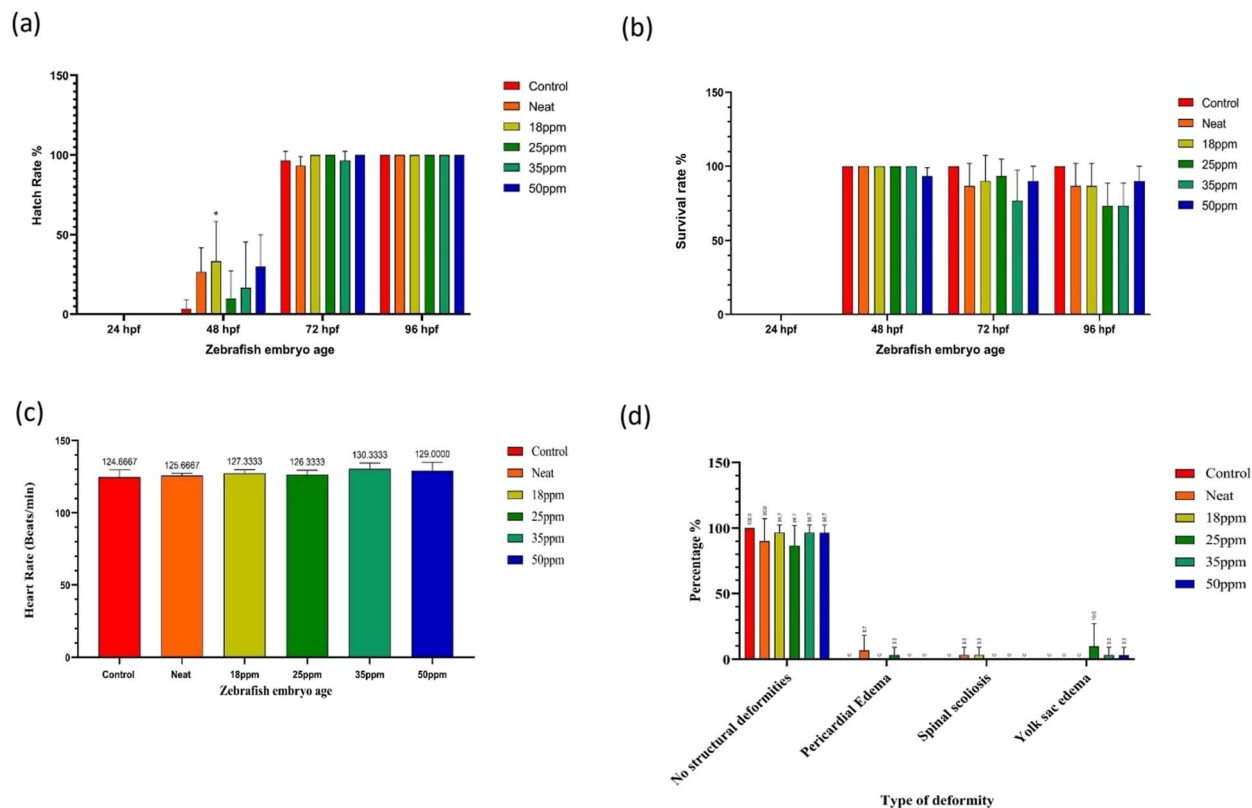 (a)
150
100
50
0
Hatch Rate %
*
24 hpf 48 hpf 72 hpf 96 hpf
Zebrafish embryo age
Control
Neat
18ppm
25ppm
35ppm
50ppm
(b)
150
100
50
0
Survival rate %
24 hpf 48 hpf 72 hpf 96 hpf
Zebrafish embryo age
Control
Neat
18ppm
25ppm
35ppm
50ppm
(c)
150
100
50
0
Heart Rate (Beats/min)
124.6667 125.6667 127.3333 126.3333 130.3333 129.0000
Control Neat 18ppm 25ppm 35ppm 50ppm
Zebrafish embryo age
Control
Neat
18ppm
25ppm
35ppm
50ppm
(d)
150
100
50
0
Percentage %
No structural deformities
Pericardial Edema
Spinal scoliosis
Yolk sac edema
Type of deformity
Control
Neat
18ppm
25ppm
35ppm
50ppm